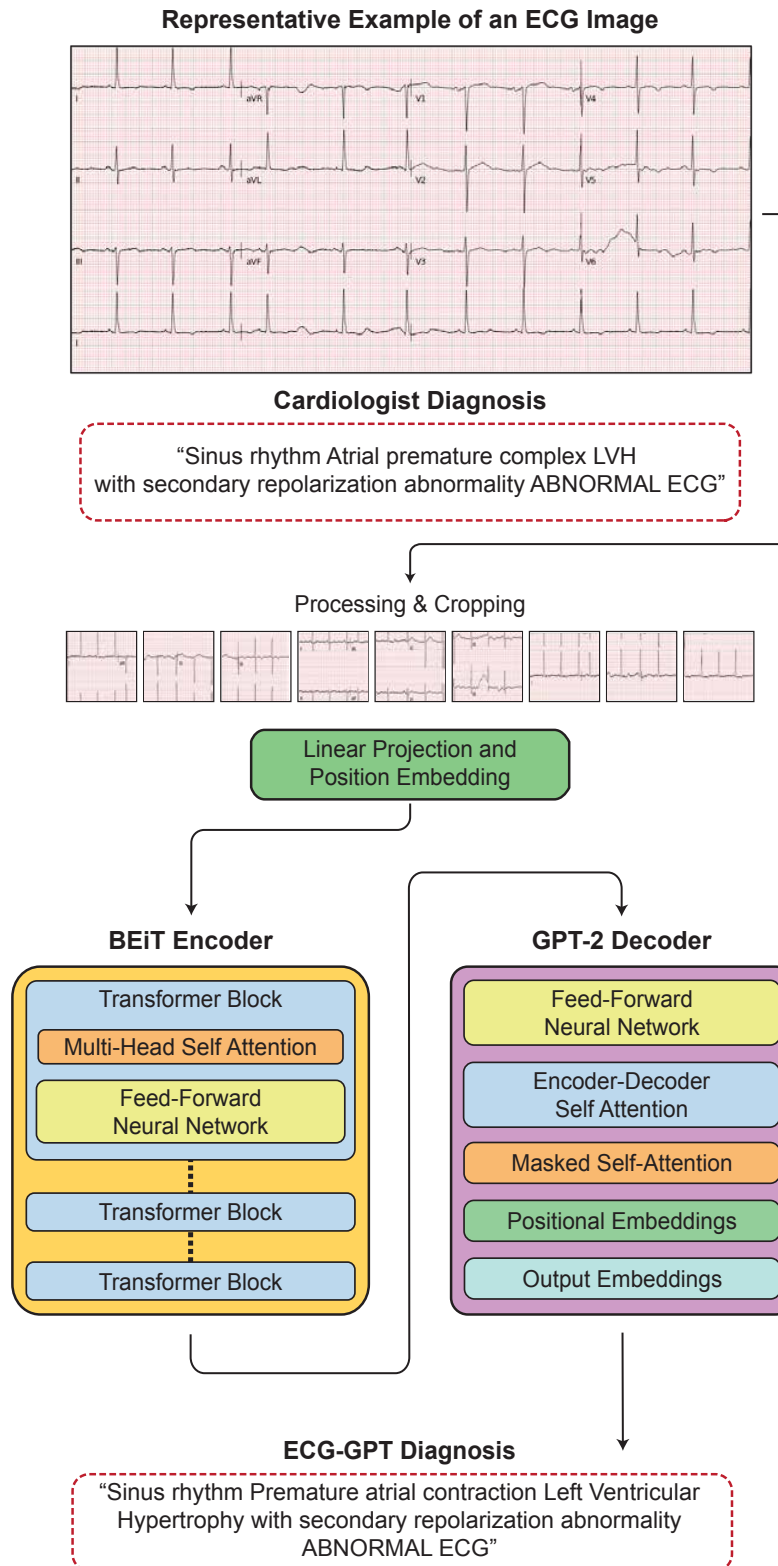 Representative Example of an ECG Image
I
aVR
V1
V4
II
aVL
V2
V5
III
aVF
V3
V6
I
Cardiologist Diagnosis
“Sinus rhythm Atrial premature complex LVH
with secondary repolarization abnormality ABNORMAL ECG”
Processing & Cropping
Linear Projection and
Position Embedding
BEiT Encoder
Transformer Block
Multi-Head Self Attention
Feed-Forward
Neural Network
Transformer Block
Transformer Block
GPT-2 Decoder
Feed-Forward
Neural Network
Encoder-Decoder
Self Attention
Masked Self-Attention
Positional Embeddings
Output Embeddings
ECG-GPT Diagnosis
“Sinus rhythm Premature atrial contraction Left Ventricular
Hypertrophy with secondary repolarization abnormality
ABNORMAL ECG”